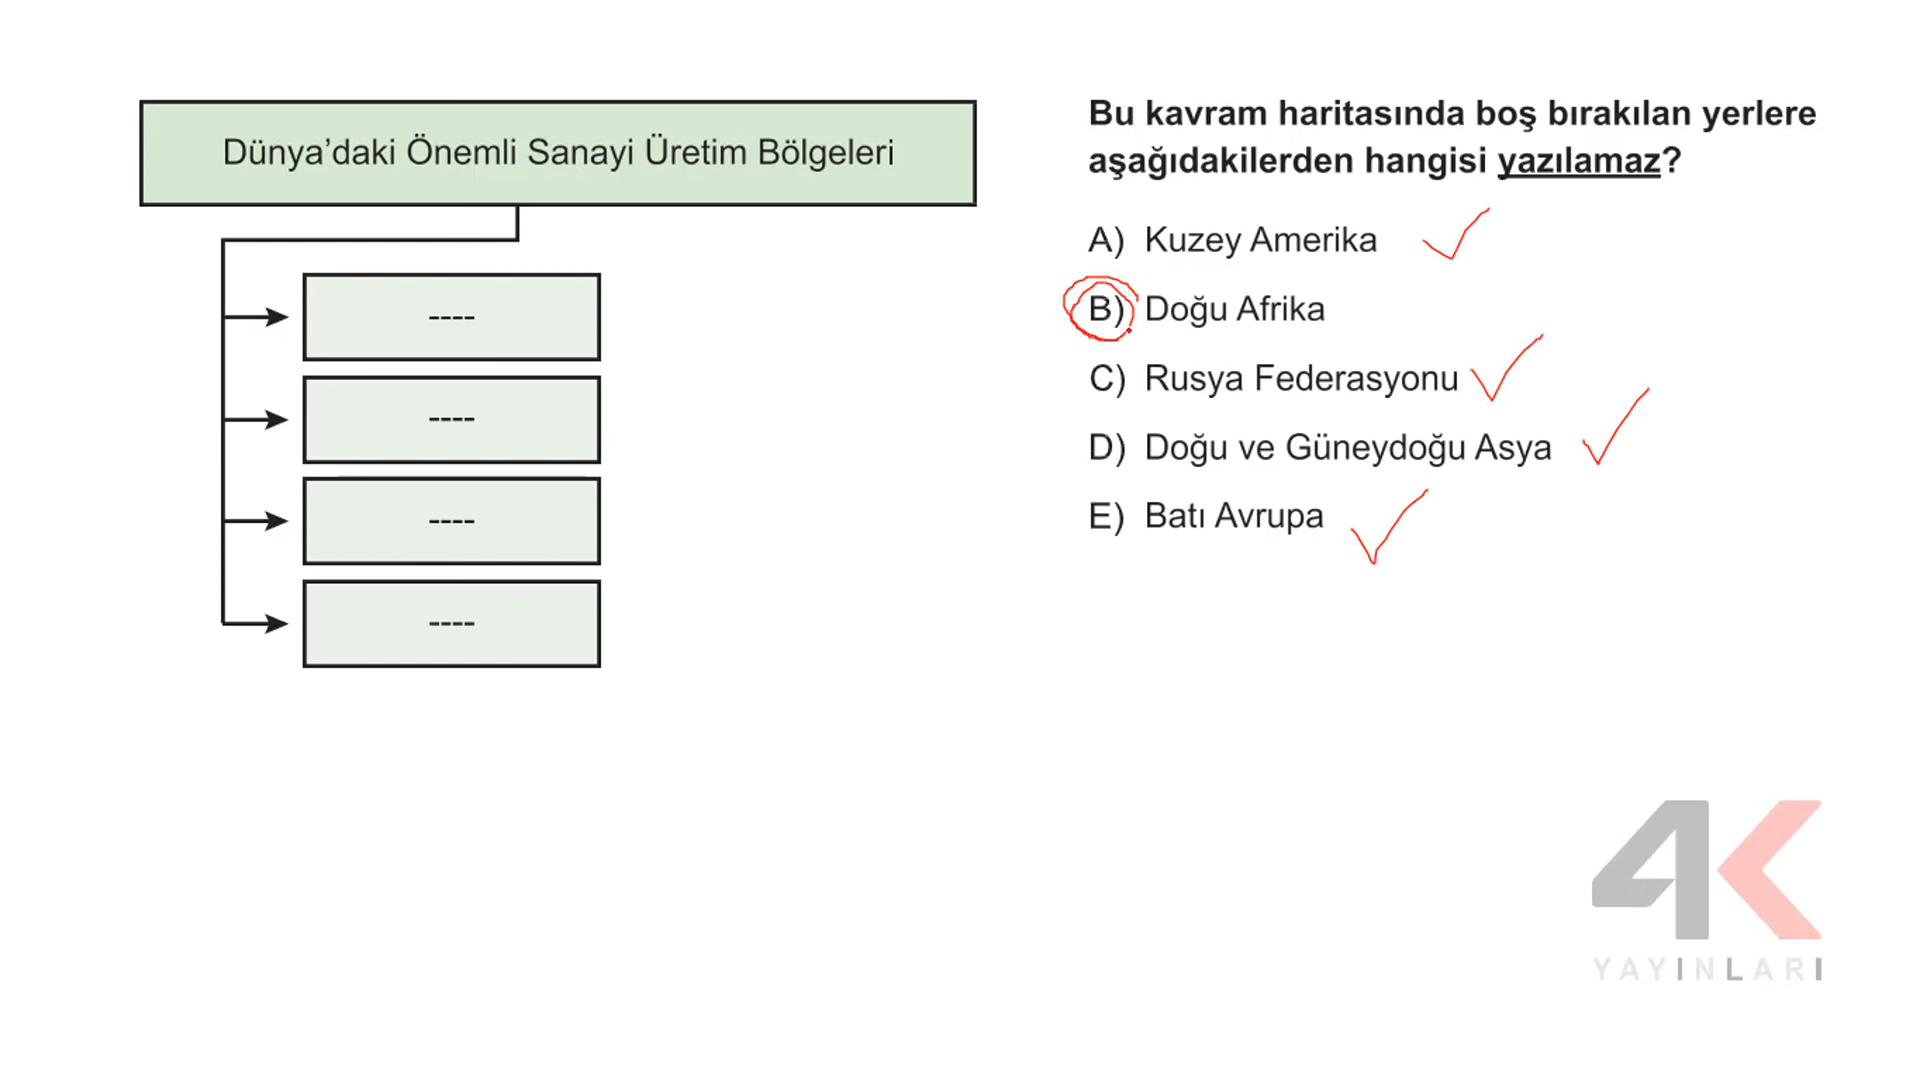 Dünya’daki Önemli Sanayi Üretim Bölgeleri
----
----
----
----
Bu kavram haritasında boş bırakılan yerlere
aşağıdakilerden hangisi yazılamaz?
A) Kuzey Amerika
B) Doğu Afrika
C) Rusya Federasyonu
D) Doğu ve Güneydoğu Asya
E) Batı Avrupa
4K
YAYINLARI